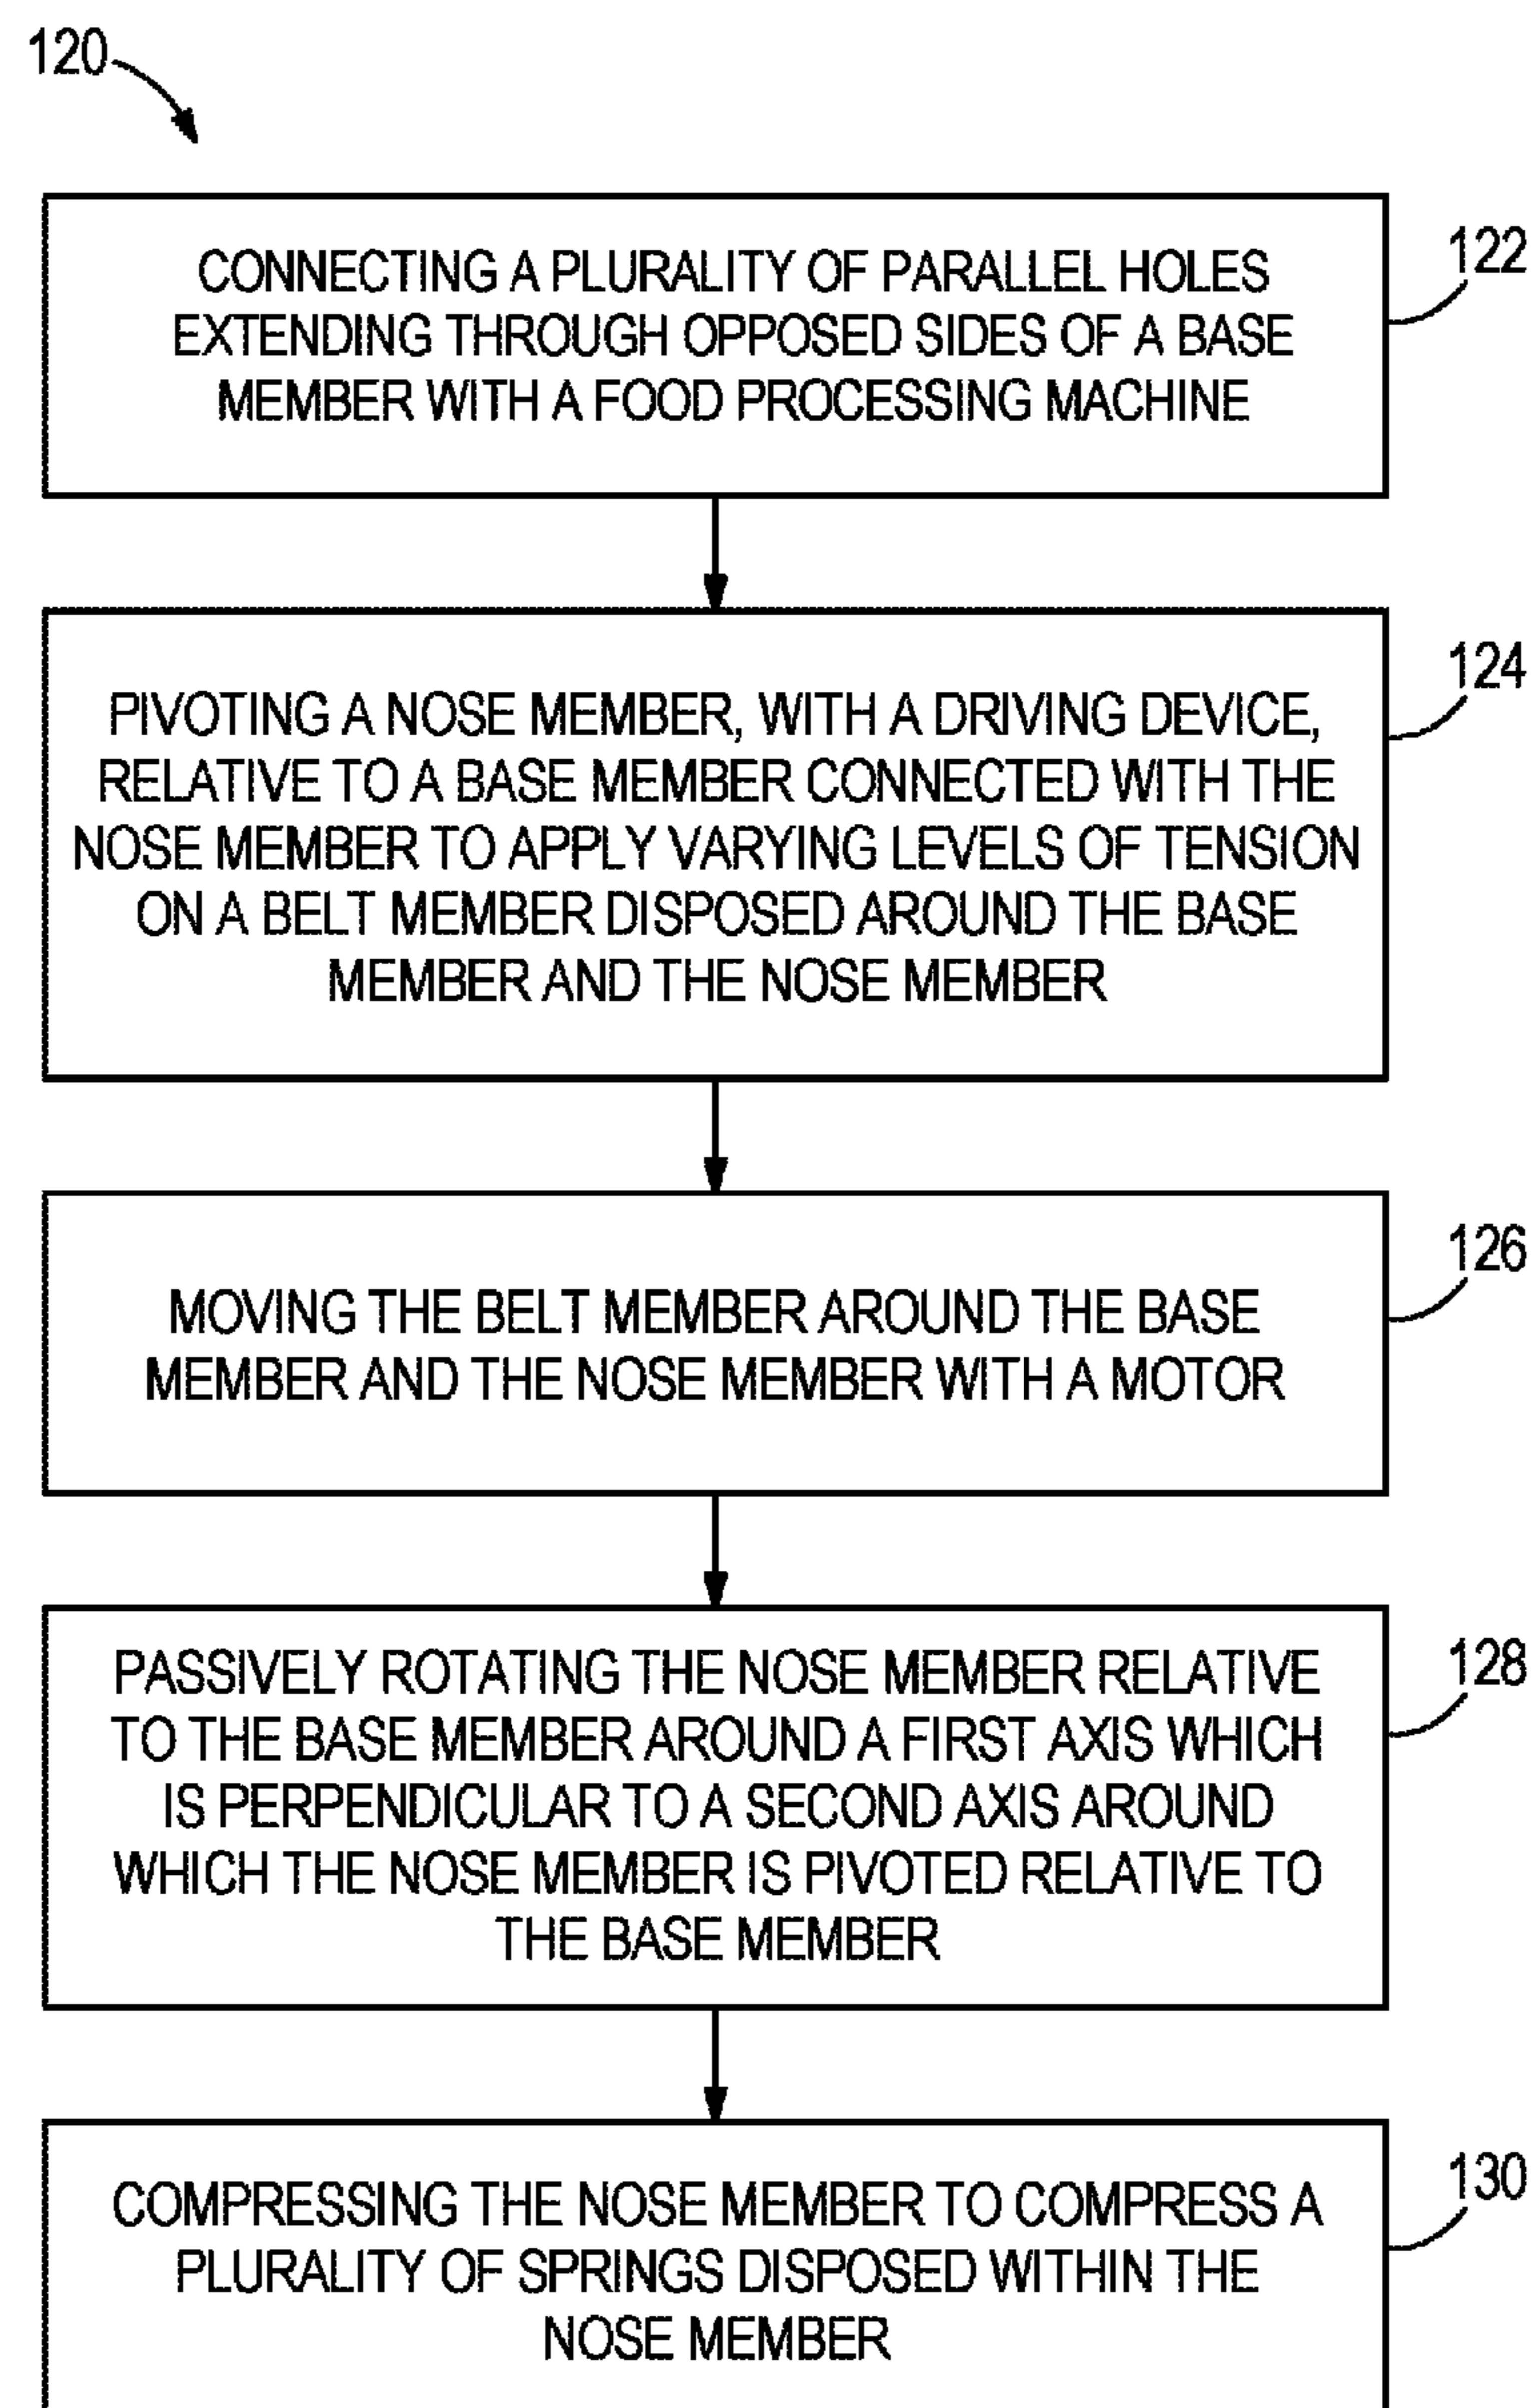 120
CONNECTING A PLURALITY OF PARALLEL HOLES
EXTENDING THROUGH OPPOSED SIDES OF A BASE
MEMBER WITH A FOOD PROCESSING MACHINE
122
PIVOTING A NOSE MEMBER, WITH A DRIVING DEVICE,
RELATIVE TO A BASE MEMBER CONNECTED WITH THE
NOSE MEMBER TO APPLY VARYING LEVELS OF TENSION
ON A BELT MEMBER DISPOSED AROUND THE BASE
MEMBER AND THE NOSE MEMBER
124
MOVING THE BELT MEMBER AROUND THE BASE
MEMBER AND THE NOSE MEMBER WITH A MOTOR
126
PASSIVELY ROTATING THE NOSE MEMBER RELATIVE
TO THE BASE MEMBER AROUND A FIRST AXIS WHICH
IS PERPENDICULAR TO A SECOND AXIS AROUND
WHICH THE NOSE MEMBER IS PIVOTED RELATIVE TO
THE BASE MEMBER
128
COMPRESSING THE NOSE MEMBER TO COMPRESS A
PLURALITY OF SPRINGS DISPOSED WITHIN THE
NOSE MEMBER
130